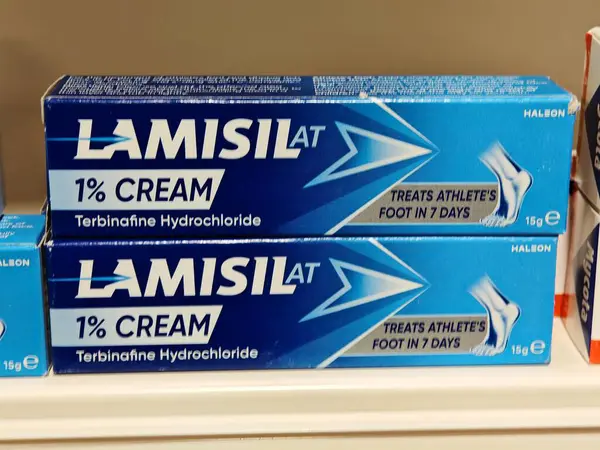 HALEON
LAMISIL AT
1% CREAM
Terbinafine Hydrochloride
TREATS ATHLETE'S
FOOT IN 7 DAYS
15g e
HALEON
LAMISIL AT
1% CREAM
Terbinafine Hydrochloride
TREATS ATHLETE'S
FOOT IN 7 DAYS
15g e
15g e
Mycota